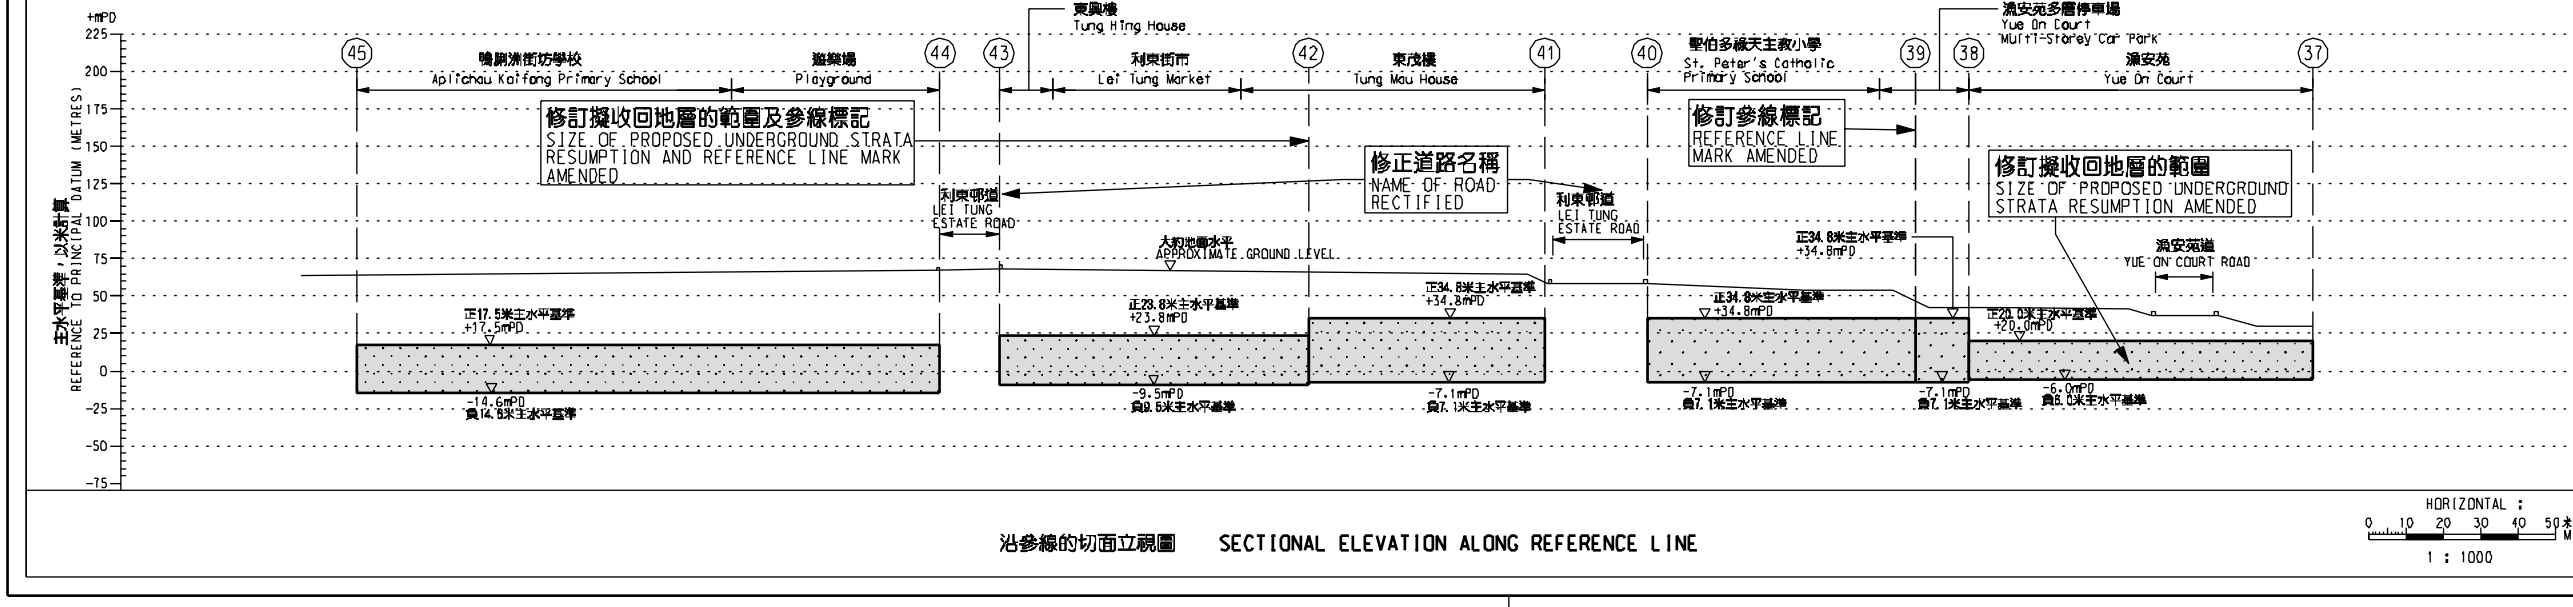 +mPD
225
200
175
150
125
100
75
50
25
0
-25
-50
-75
主水平基準，以米計算
REFERENCE TO PRINCIPAL DATUM (METRES)
45
鴨脷洲街坊學校
Aplichau Kaifong Primary School
遊樂場
Playground
44
43
東興樓
Tung Hing House
利東街市
Lei Tung Market
42
東茂樓
Tung Mau House
41
40
聖伯多祿天主教小學
St. Peter's Catholic
Primary School
39
漁安苑多層停車場
Yue On Court
Multi-Storey Car Park
38
漁安苑
Yue On Court
37
修訂擬收回地層的範圍及參線標記
SIZE OF PROPOSED UNDERGROUND STRATA
RESUMPTION AND REFERENCE LINE MARK
AMENDED
修正道路名稱
NAME OF ROAD
RECTIFIED
修訂參線標記
REFERENCE LINE
MARK AMENDED
修訂擬收回地層的範圍
SIZE OF PROPOSED UNDERGROUND
STRATA RESUMPTION AMENDED
利東邨道
LEI TUNG
ESTATE ROAD
利東邨道
LEI TUNG
ESTATE ROAD
大約地面水平
APPROXIMATE GROUND LEVEL
漁安苑道
YUE ON COURT ROAD
正17.5米主水平基準
+17.5mPD
正23.8米主水平基準
+23.8mPD
正34.8米主水平基準
+34.8mPD
正34.8米主水平基準
+34.8mPD
正34.8米主水平基準
+34.8mPD
正20.0米主水平基準
+20.0mPD
-14.6mPD
負14.6米主水平基準
-9.5mPD
負9.5米主水平基準
-7.1mPD
負7.1米主水平基準
-7.1mPD
負7.1米主水平基準
-7.1mPD
負7.1米主水平基準
-6.0mPD
負6.0米主水平基準
沿參線的切面立視圖 SECTIONAL ELEVATION ALONG REFERENCE LINE
HORIZONTAL :
0 10 20 30 40 50米
M
1 : 1000